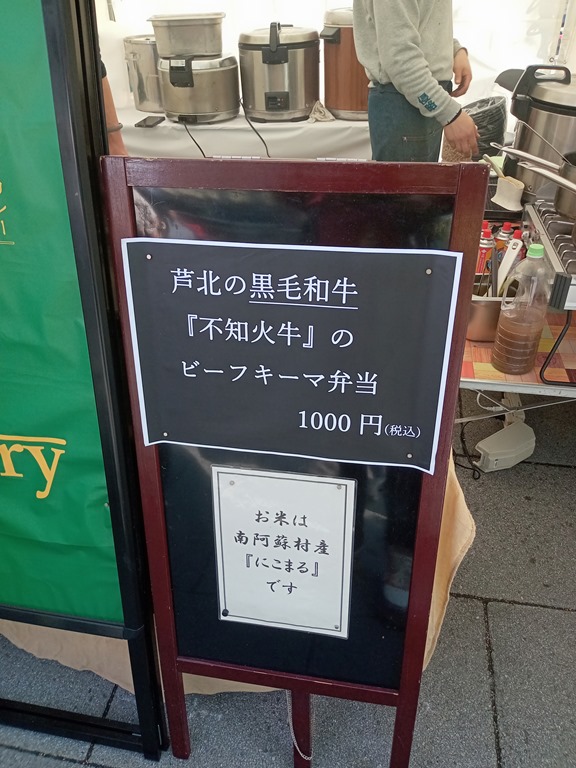 芦北の黒毛和牛
『不知火牛』の
ビーフキーマ弁当
1000 円(税込)
お米は
南阿蘇村産
『にこまる』
です
ry